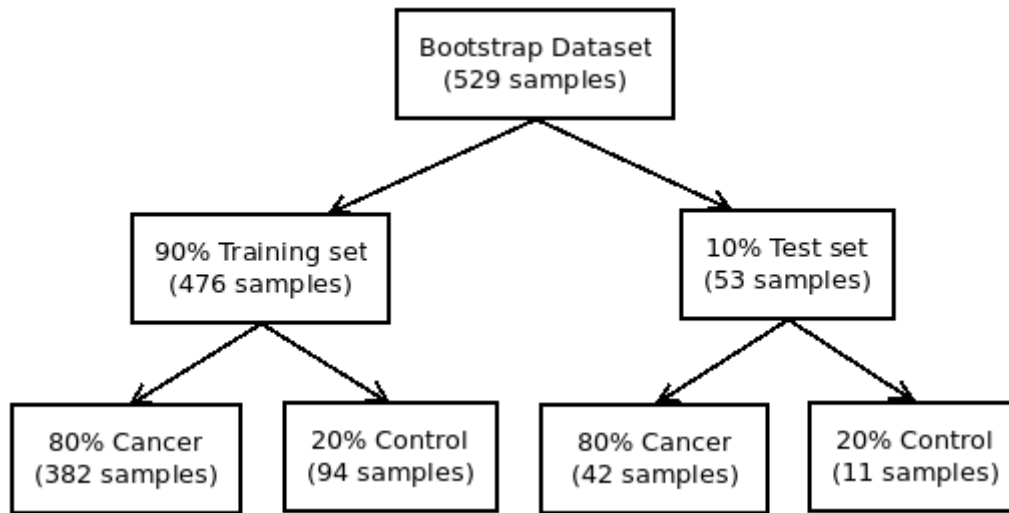 Bootstrap Dataset
(529 samples)
90% Training set
(476 samples)
10% Test set
(53 samples)
80% Cancer
(382 samples)
20% Control
(94 samples)
80% Cancer
(42 samples)
20% Control
(11 samples)